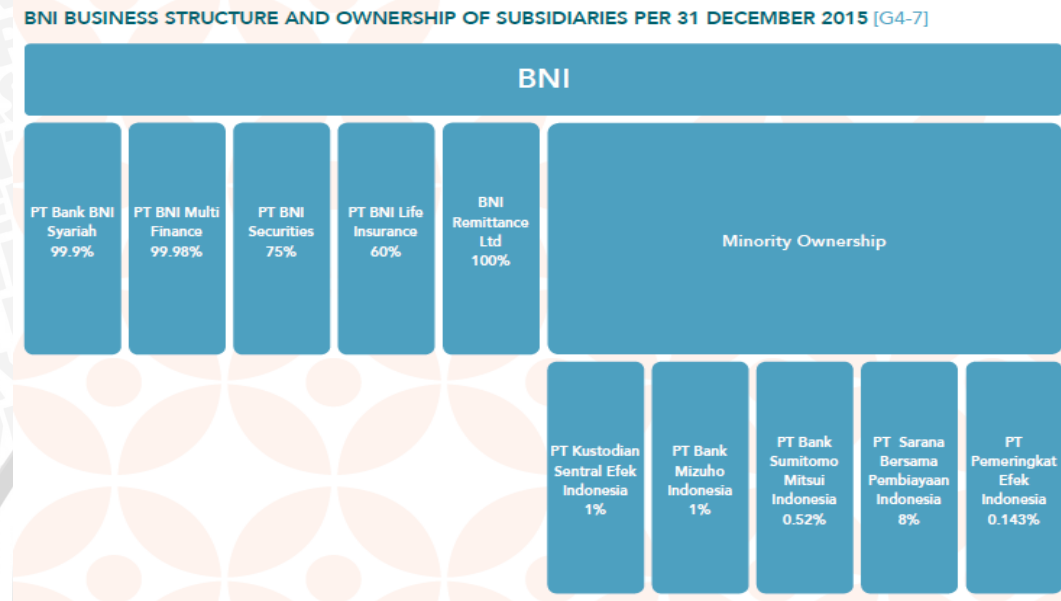 BNI BUSINESS STRUCTURE AND OWNERSHIP OF SUBSIDIARIES PER 31 DECEMBER 2015 [G4-7]
BNI
PT Bank BNI
Syariah
99.9%
PT BNI Multi
Finance
99.98%
PT BNI
Securities
75%
PT BNI Life
Insurance
60%
BNI
Remittance
Ltd
100%
Minority Ownership
PT Kustodian
Sentral Efek
Indonesia
1%
PT Bank
Mizuho
Indonesia
1%
PT Bank
Sumitomo
Mitsui
Indonesia
0.52%
PT Sarana
Bersama
Pembiayaan
Indonesia
8%
PT
Pemeringkat
Efek
Indonesia
0.143%